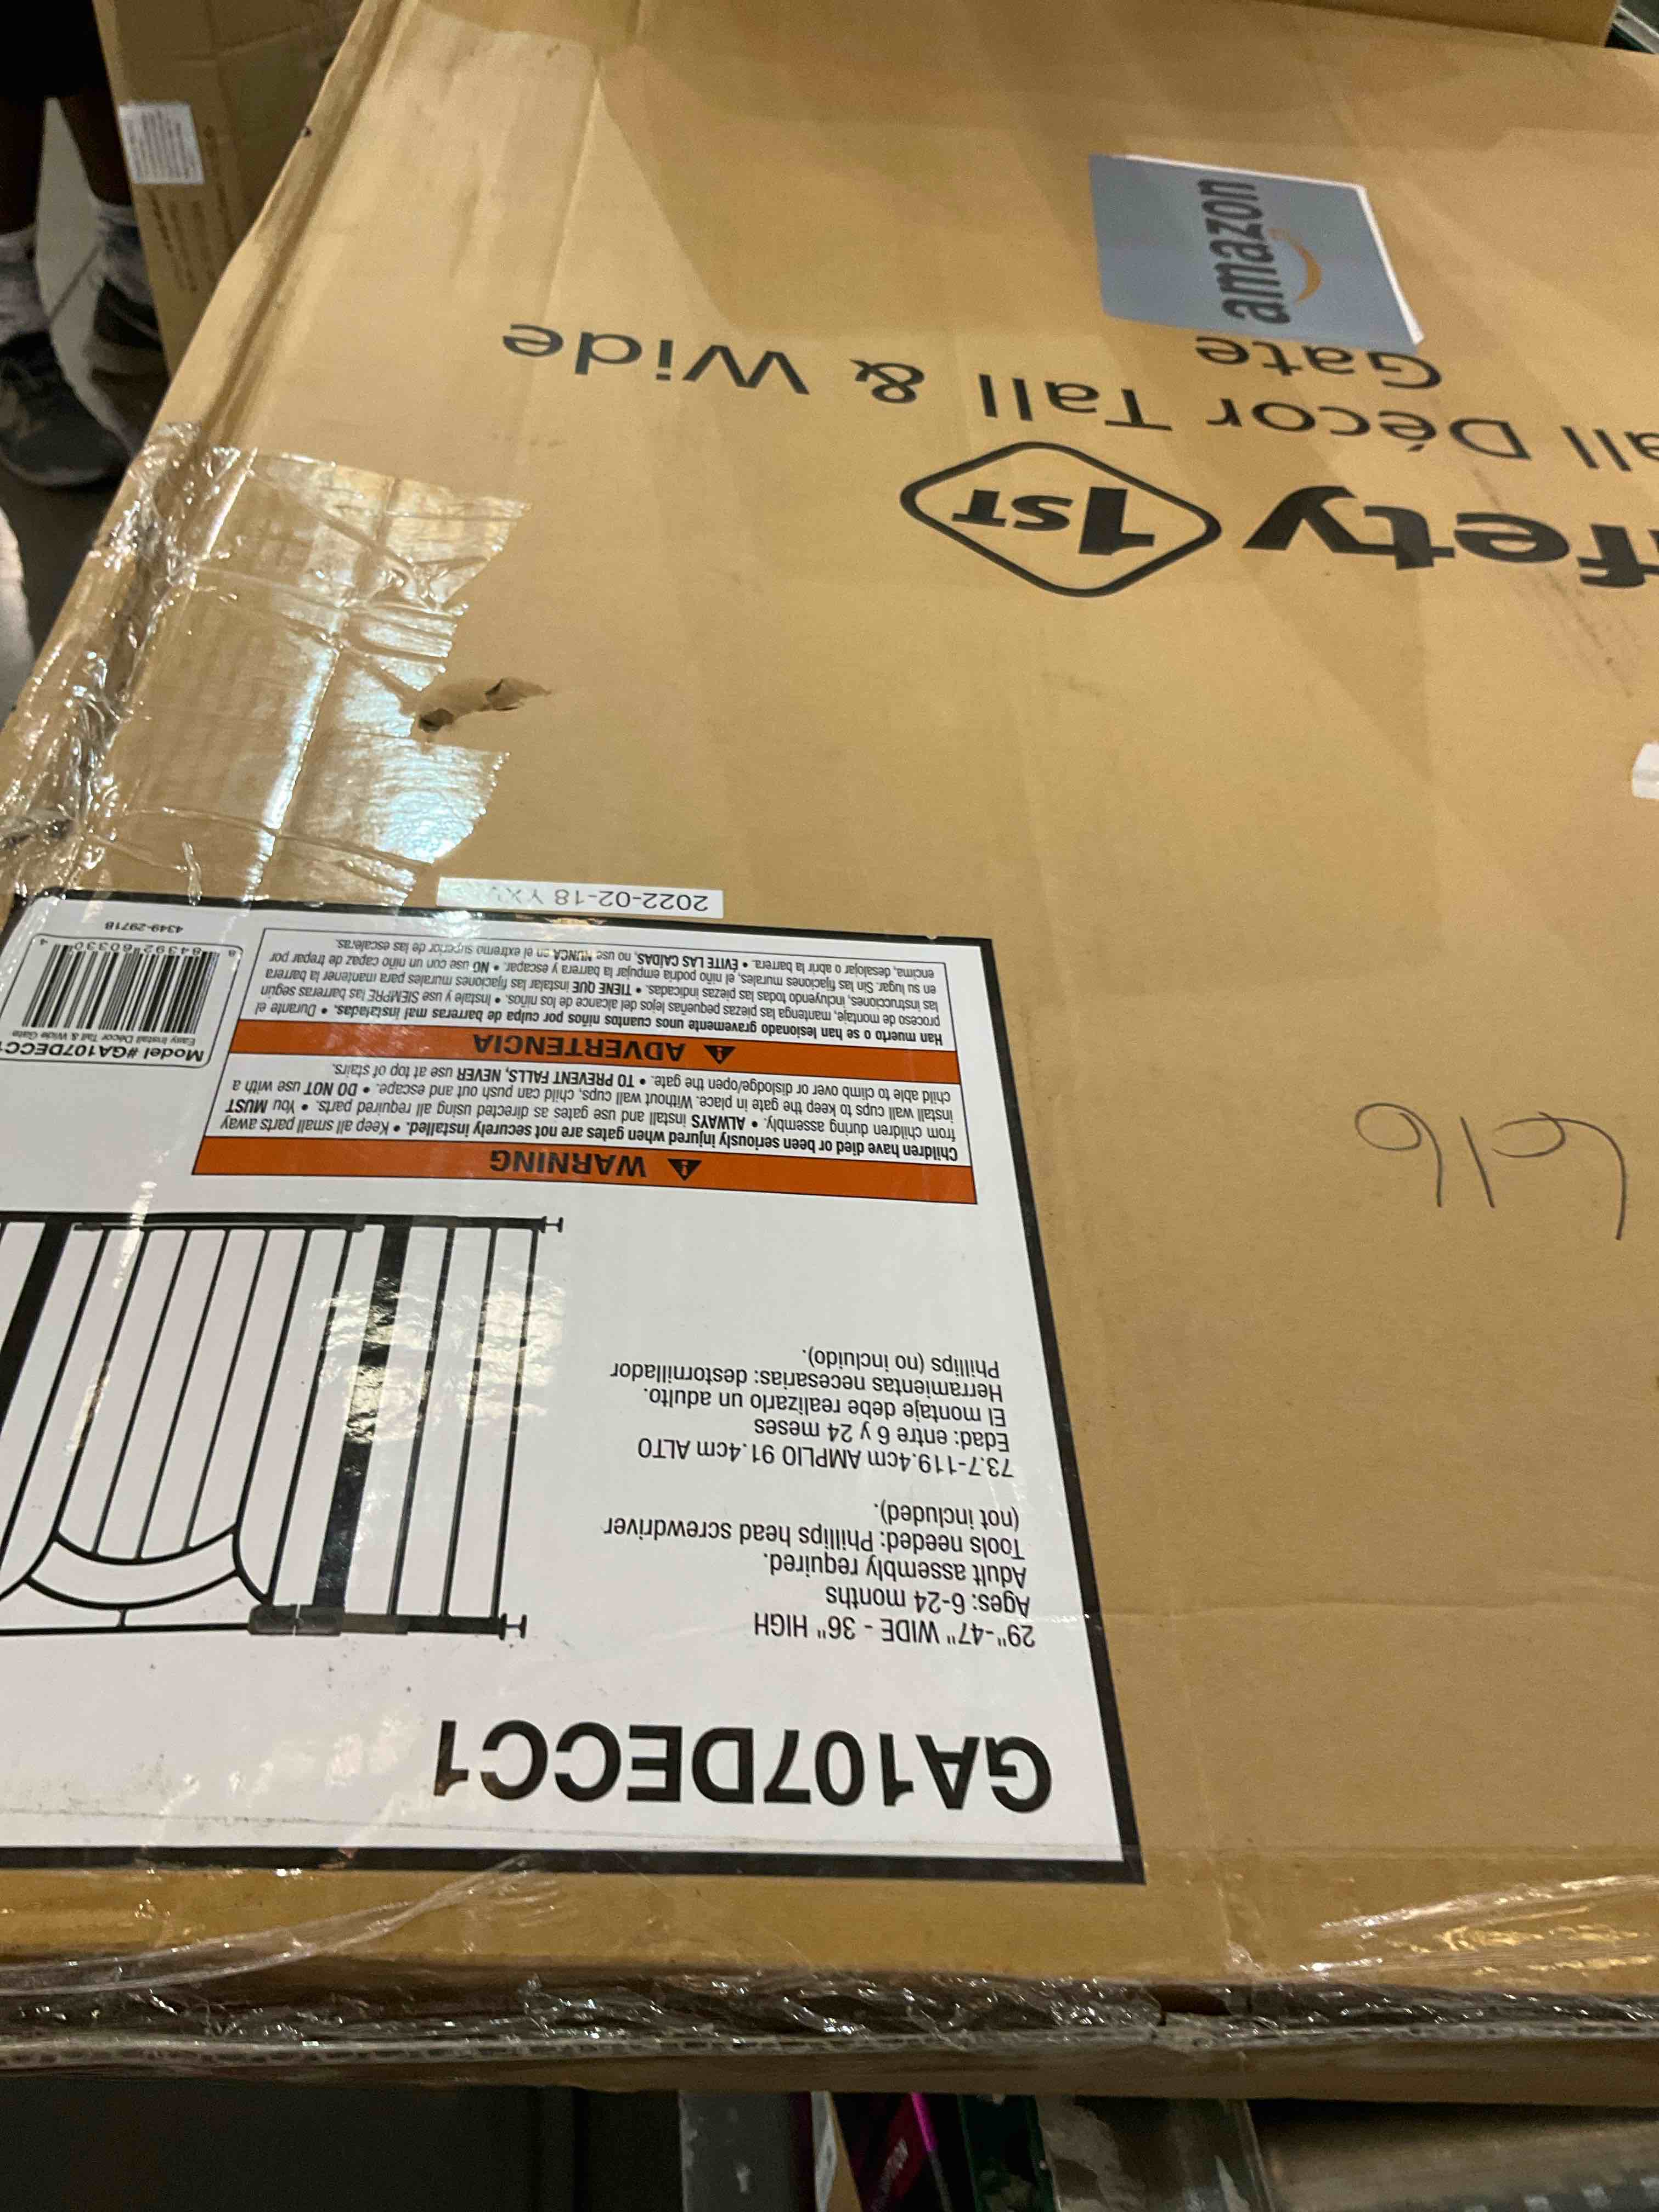 GA107DECC1
29"-47" WIDE - 36" HIGH
Ages: 6-24 months
Adult assembly required.
Tools needed: Phillips head screwdriver
(not included).
73.7-119.4cm AMPLIO 91.4cm ALTO
Edad: entre 6 y 24 meses
El montaje debe realizarlo un adulto.
Herramientas necesarias: destornillador
Phillips (no incluido).
WARNING
Children have died or been seriously injured when gates are not securely installed. • Keep all small parts away
from children during assembly. • ALWAYS install and use gates as directed using all required parts. • You MUST
install wall cups to keep the gate in place. Without wall cups, child can push out and escape. • DO NOT use with a
child able to climb over or dislodge/open the gate. • TO PREVENT FALLS, NEVER use at top of stairs.
ADVERTENCIA
Han muerto o se han lesionado gravemente unos cuantos niños por culpa de barreras mal instaladas. • Durante el
proceso de montaje, mantenga las piezas pequeñas lejos del alcance de los niños. • Instale y use SIEMPRE las barreras según
las instrucciones, incluyendo todas las piezas indicadas. • TIENE QUE instalar las fijaciones murales para mantener la barrera
en su lugar. Sin las fijaciones murales, el niño podría empujar la barrera y escapar. • NO use con un niño capaz de trepar por
encima, desalojar o abrir la barrera. • EVITE LAS CAÍDAS, no use NUNCA en el extremo superior de las escaleras.
Model #GA107DECC1
Easy Install Décor Tall & Wide Gate
8 84392 60330 4
4349-2971B
2022-02-18 YX
fety 1ST
all Décor Tall & Wide
Gate
amazon